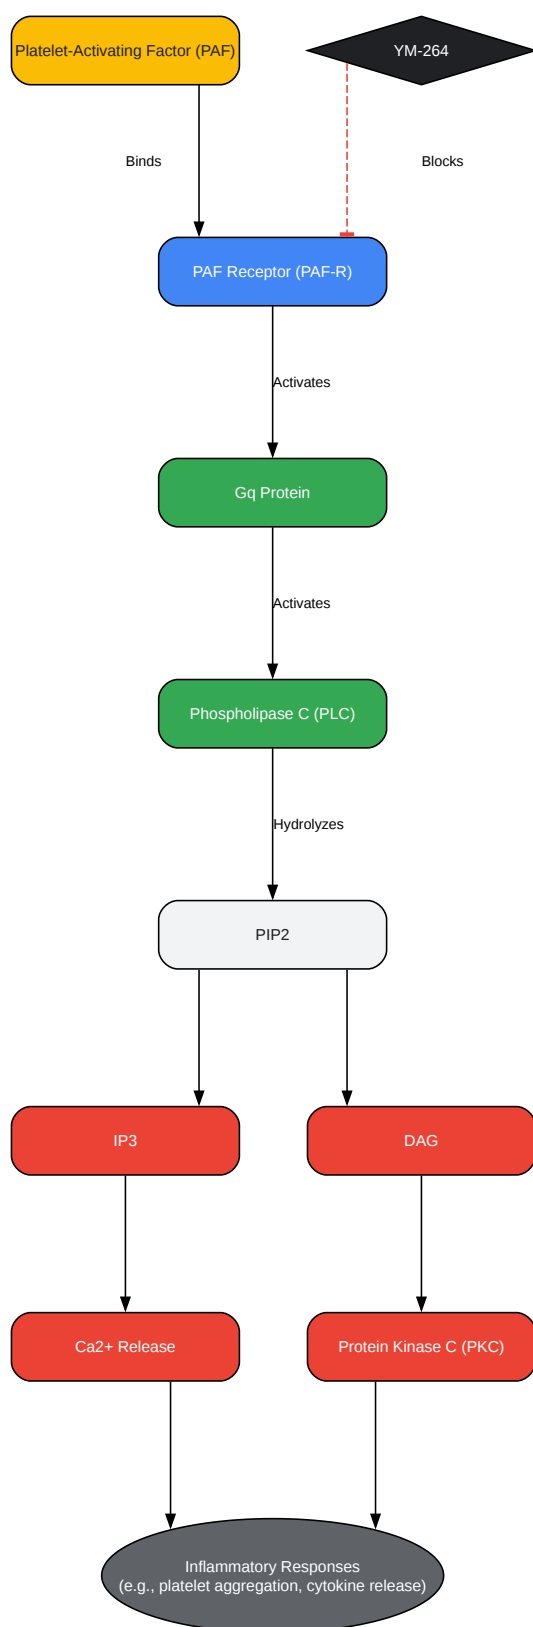 Platelet-Activating Factor (PAF)
YM-264
Binds
Blocks
PAF Receptor (PAF-R)
Activates
Gq Protein
Activates
Phospholipase C (PLC)
Hydrolyzes
PIP2
IP3
DAG
Ca2+ Release
Protein Kinase C (PKC)
Inflammatory Responses
(e.g., platelet aggregation, cytokine release)